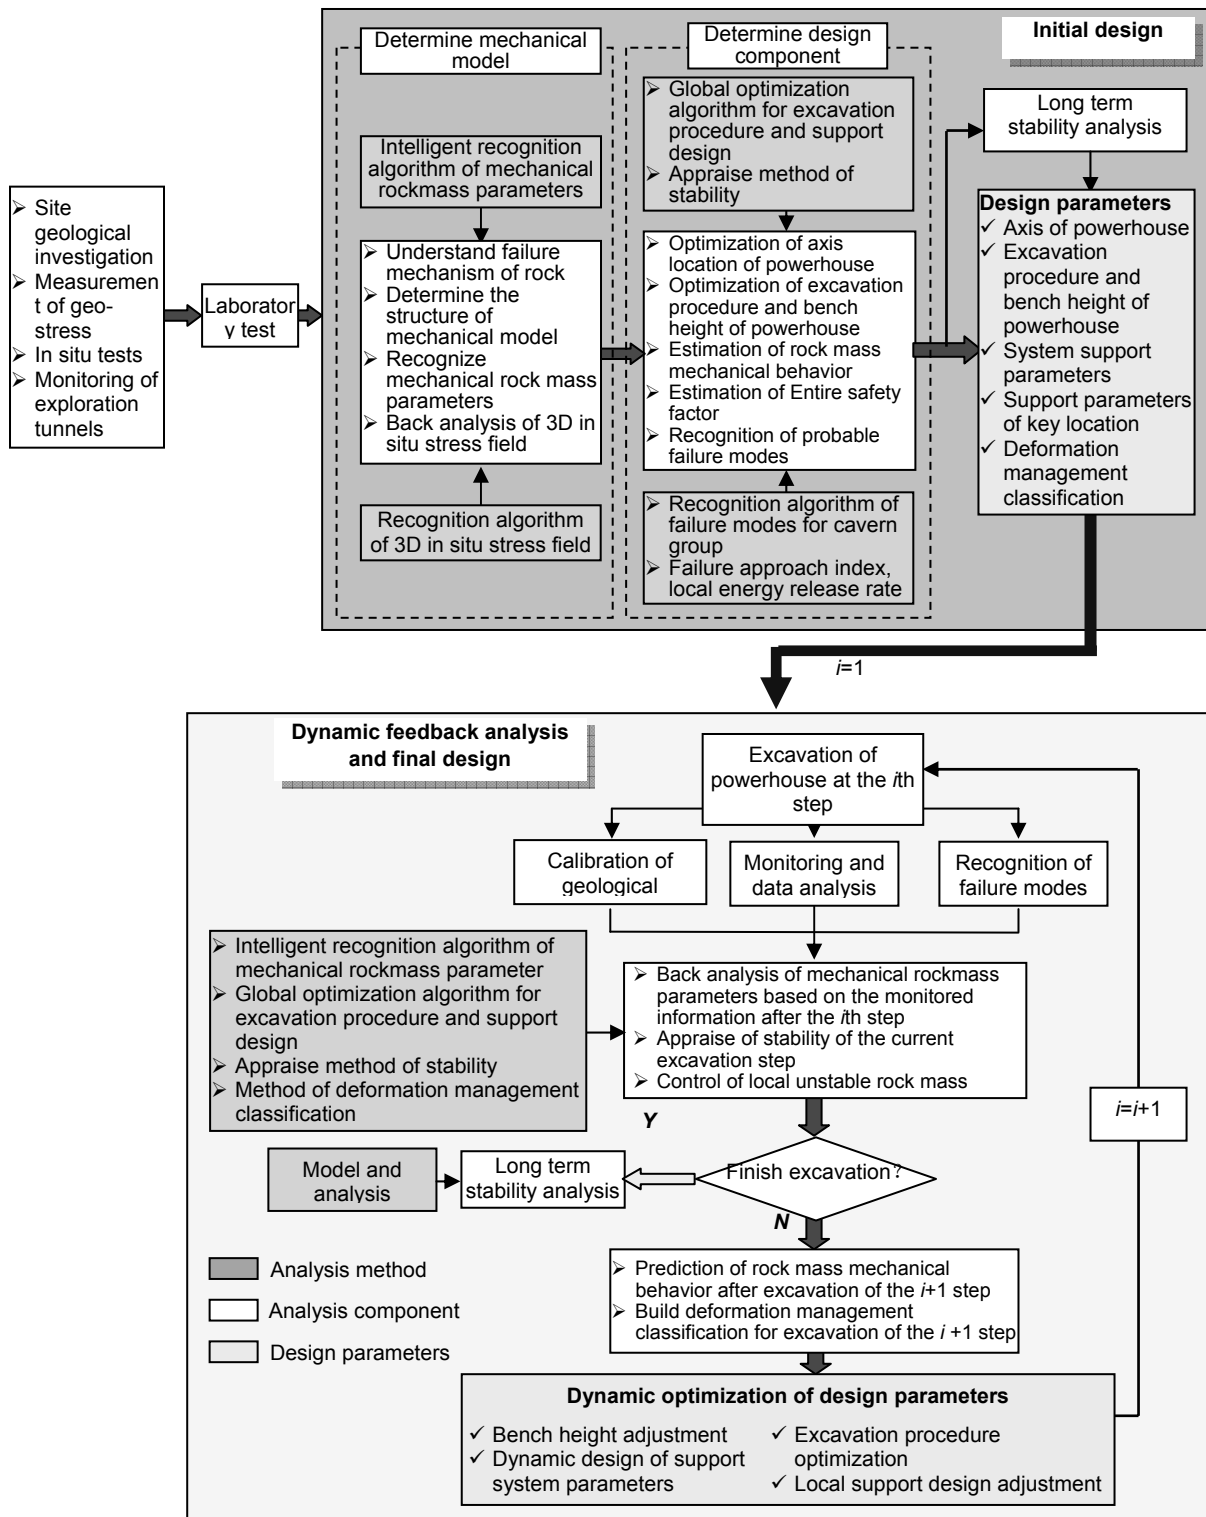 Initial design
Determine mechanical
model
Determine design
component
➢ Global optimization
algorithm for excavation
procedure and support
design
➢ Appraise method of
stability
Long term
stability analysis
Intelligent recognition
algorithm of mechanical
rockmass parameters
➢ Site
geological
investigation
➢ Measuremen
t of geo-
stress
➢ In situ tests
➢ Monitoring of
exploration
tunnels
Laborator
y test
➢ Understand failure
mechanism of rock
➢ Determine the
structure of
mechanical model
➢ Recognize
mechanical rock mass
parameters
➢ Back analysis of 3D in
situ stress field
➢ Optimization of axis
location of powerhouse
➢ Optimization of excavation
procedure and bench
height of powerhouse
➢ Estimation of rock mass
mechanical behavior
➢ Estimation of Entire safety
factor
➢ Recognition of probable
failure modes
Design parameters
✓ Axis of powerhouse
✓ Excavation
procedure and
bench height of
powerhouse
✓ System support
parameters
✓ Support parameters
of key location
✓ Deformation
management
classification
Recognition algorithm
of 3D in situ stress field
➢ Recognition algorithm of
failure modes for cavern
group
➢ Failure approach index,
local energy release rate
i=1
Dynamic feedback analysis
and final design
Excavation of
powerhouse at the ith
step
Calibration of
geological
Monitoring and
data analysis
Recognition of
failure modes
➢ Intelligent recognition algorithm of
mechanical rockmass parameter
➢ Global optimization algorithm for
excavation procedure and support
design
➢ Appraise method of stability
➢ Method of deformation management
classification
➢ Back analysis of mechanical rockmass
parameters based on the monitored
information after the ith step
➢ Appraise of stability of the current
excavation step
➢ Control of local unstable rock mass
i=i+1
Y
Finish excavation?
Model and
analysis
Long term
stability analysis
N
Analysis method
Analysis component
Design parameters
➢ Prediction of rock mass mechanical
behavior after excavation of the i+1 step
➢ Build deformation management
classification for excavation of the i +1 step
Dynamic optimization of design parameters
✓ Bench height adjustment
✓ Dynamic design of support
system parameters
✓ Excavation procedure
optimization
✓ Local support design adjustment